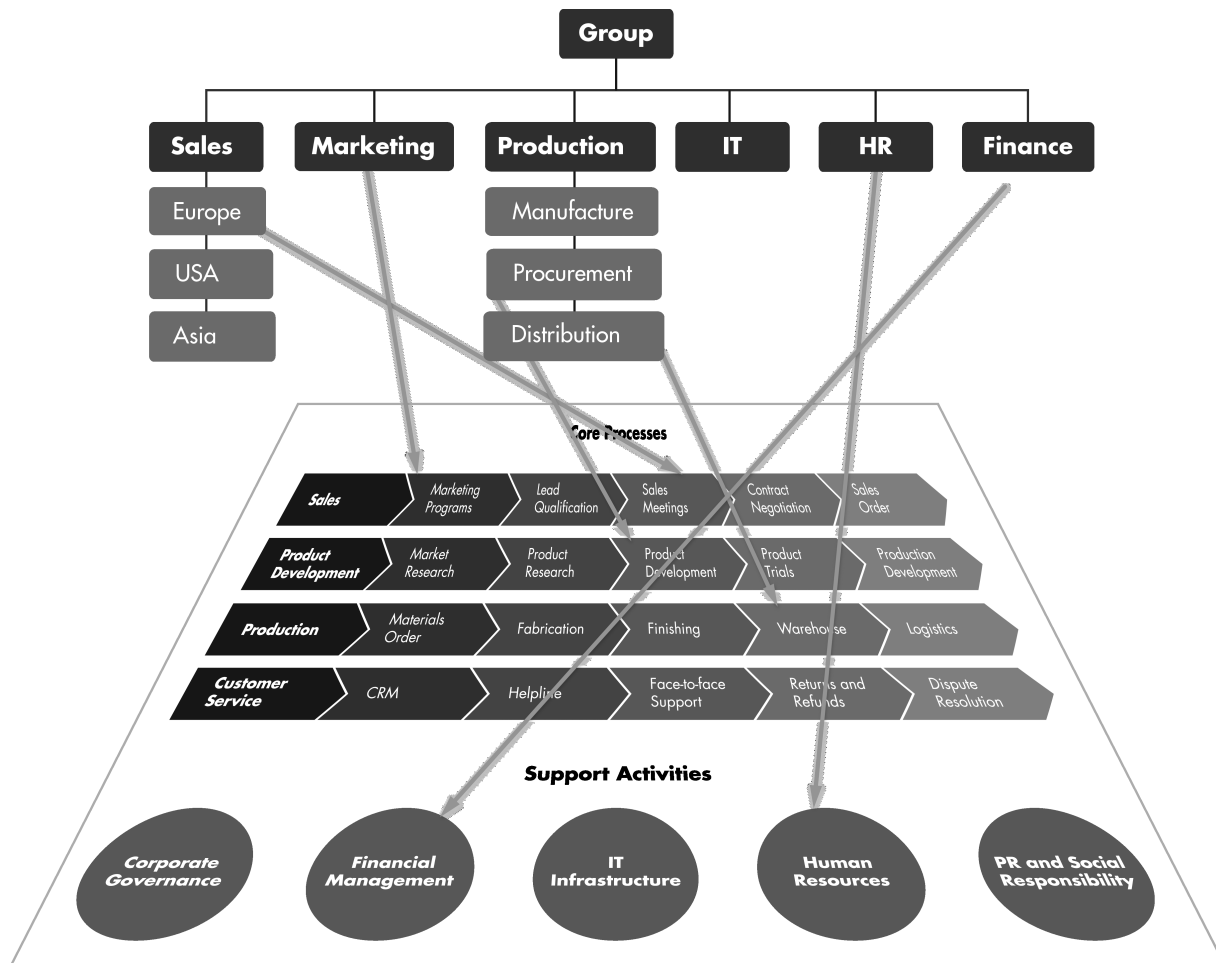 Group
Sales
Marketing
Production
IT
HR
Finance
Europe
Manufacture
USA
Procurement
Asia
Distribution
Core Processes
Sales
Marketing
Programs
Lead
Qualification
Sales
Meetings
Contract
Negotiation
Sales
Order
Product
Development
Market
Research
Product
Research
Product
Development
Product
Trials
Production
Development
Production
Materials
Order
Fabrication
Finishing
Warehouse
Logistics
Customer
Service
CRM
Helpline
Face-to-face
Support
Returns and
Refunds
Dispute
Resolution
Support Activities
Corporate
Governance
Financial
Management
IT
Infrastructure
Human
Resources
PR and Social
Responsibility